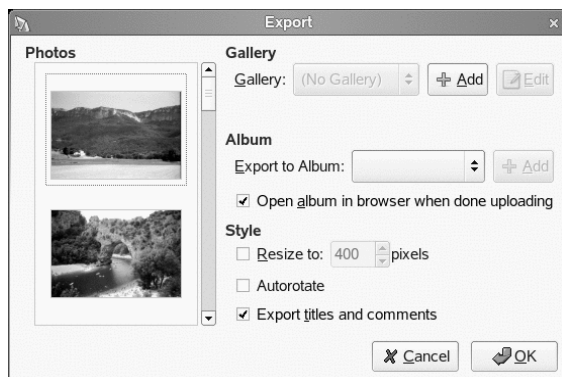 Export
Photos
Gallery
Gallery: (No Gallery) Add Edit
Album
Export to Album: Add
Open album in browser when done uploading
Style
Resize to: 400 pixels
Autorotate
Export titles and comments
Cancel OK